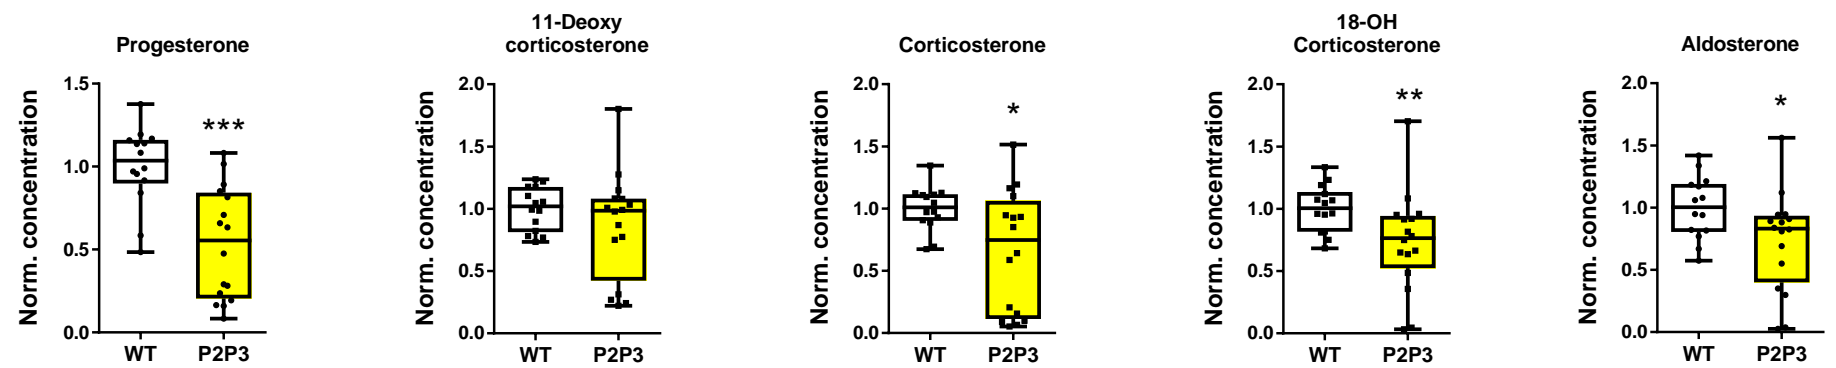 Progesterone
Norm. concentration
1.5
1.0
0.5
0.0
***
WT P2P3
11-Deoxy
corticosterone
Norm. concentration
2.0
1.5
1.0
0.5
0.0
WT P2P3
Corticosterone
Norm. concentration
2.0
1.5
1.0
0.5
0.0
*
WT P2P3
18-OH
Corticosterone
Norm. concentration
2.0
1.5
1.0
0.5
0.0
**
WT P2P3
Aldosterone
Norm. concentration
2.0
1.5
1.0
0.5
0.0
*
WT P2P3